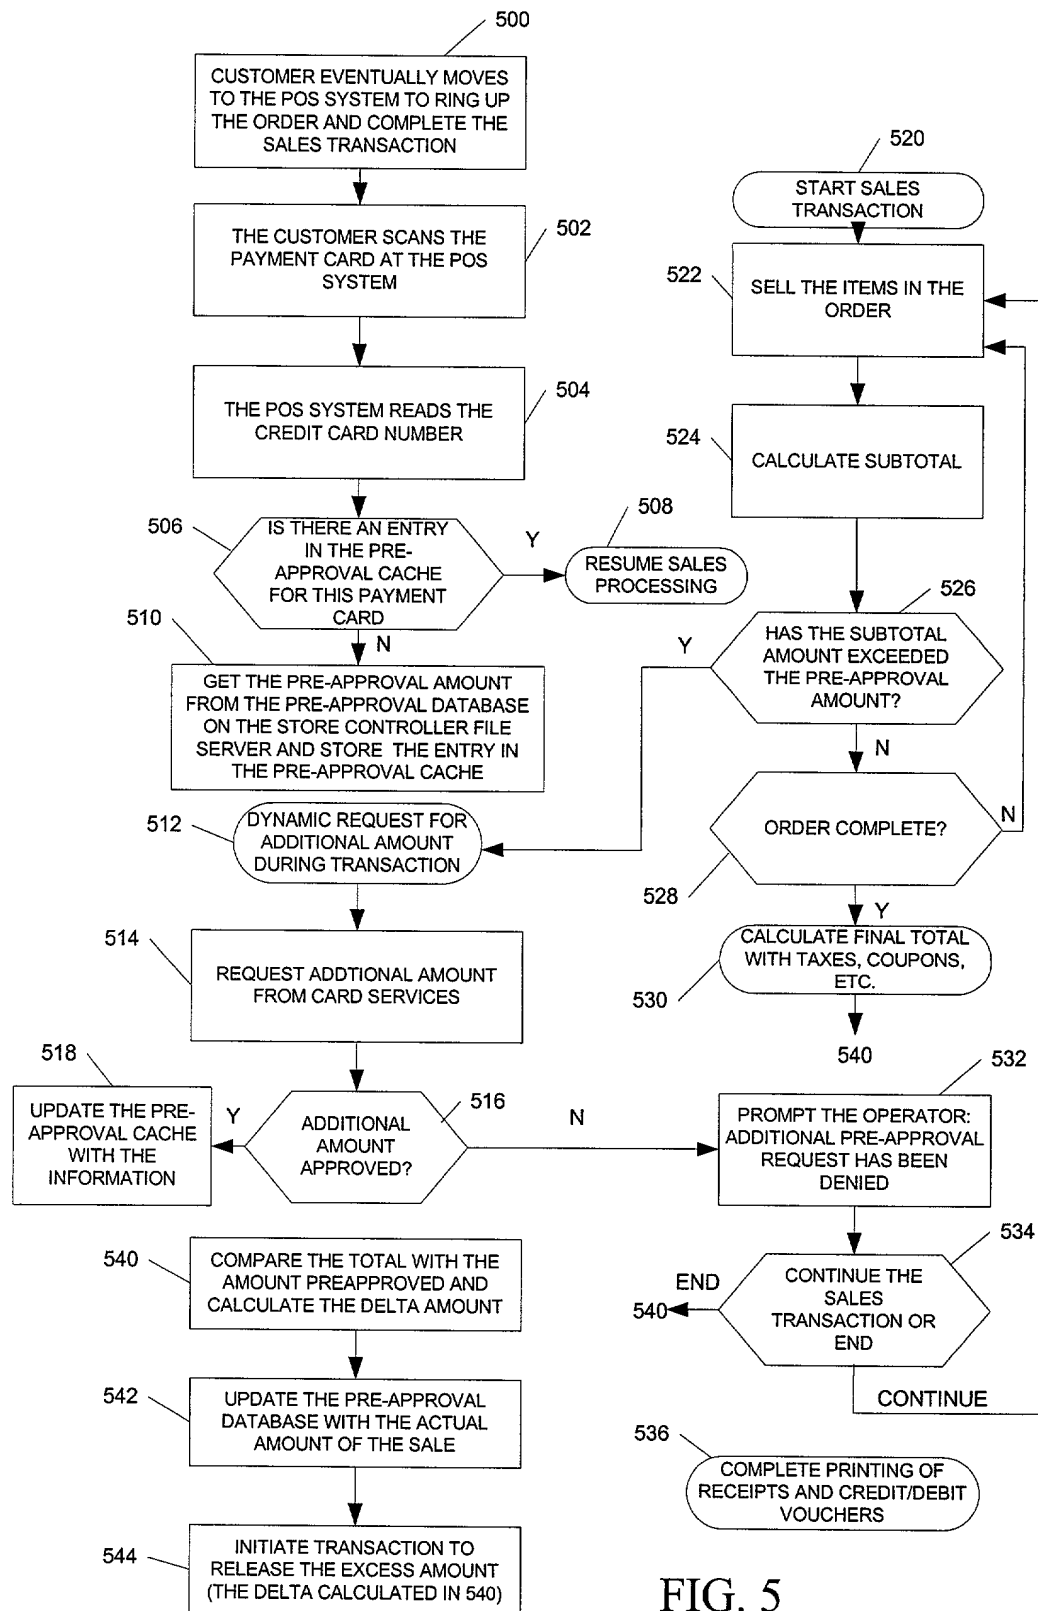 500
CUSTOMER EVENTUALLY MOVES
TO THE POS SYSTEM TO RING UP
THE ORDER AND COMPLETE THE
SALES TRANSACTION
502
THE CUSTOMER SCANS THE
PAYMENT CARD AT THE POS
SYSTEM
504
THE POS SYSTEM READS THE
CREDIT CARD NUMBER
506
IS THERE AN ENTRY
IN THE PRE-
APPROVAL CACHE
FOR THIS PAYMENT
CARD
Y
508
RESUME SALES
PROCESSING
N
510
GET THE PRE-APPROVAL AMOUNT
FROM THE PRE-APPROVAL DATABASE
ON THE STORE CONTROLLER FILE
SERVER AND STORE THE ENTRY IN
THE PRE-APPROVAL CACHE
512
DYNAMIC REQUEST FOR
ADDITIONAL AMOUNT
DURING TRANSACTION
514
REQUEST ADDTIONAL AMOUNT
FROM CARD SERVICES
516
ADDITIONAL
AMOUNT
APPROVED?
Y
518
UPDATE THE PRE-
APPROVAL CACHE
WITH THE
INFORMATION
N
520
START SALES
TRANSACTION
522
SELL THE ITEMS IN THE
ORDER
524
CALCULATE SUBTOTAL
526
HAS THE SUBTOTAL
AMOUNT EXCEEDED
THE PRE-APPROVAL
AMOUNT?
Y
N
528
ORDER COMPLETE?
N
Y
530
CALCULATE FINAL TOTAL
WITH TAXES, COUPONS,
ETC.
540
532
PROMPT THE OPERATOR:
ADDITIONAL PRE-APPROVAL
REQUEST HAS BEEN
DENIED
534
CONTINUE THE
SALES
TRANSACTION OR
END
END
540
CONTINUE
536
COMPLETE PRINTING OF
RECEIPTS AND CREDIT/DEBIT
VOUCHERS
540
COMPARE THE TOTAL WITH THE
AMOUNT PREAPPROVED AND
CALCULATE THE DELTA AMOUNT
542
UPDATE THE PRE-APPROVAL
DATABASE WITH THE ACTUAL
AMOUNT OF THE SALE
544
INITIATE TRANSACTION TO
RELEASE THE EXCESS AMOUNT
(THE DELTA CALCULATED IN 540)
FIG. 5